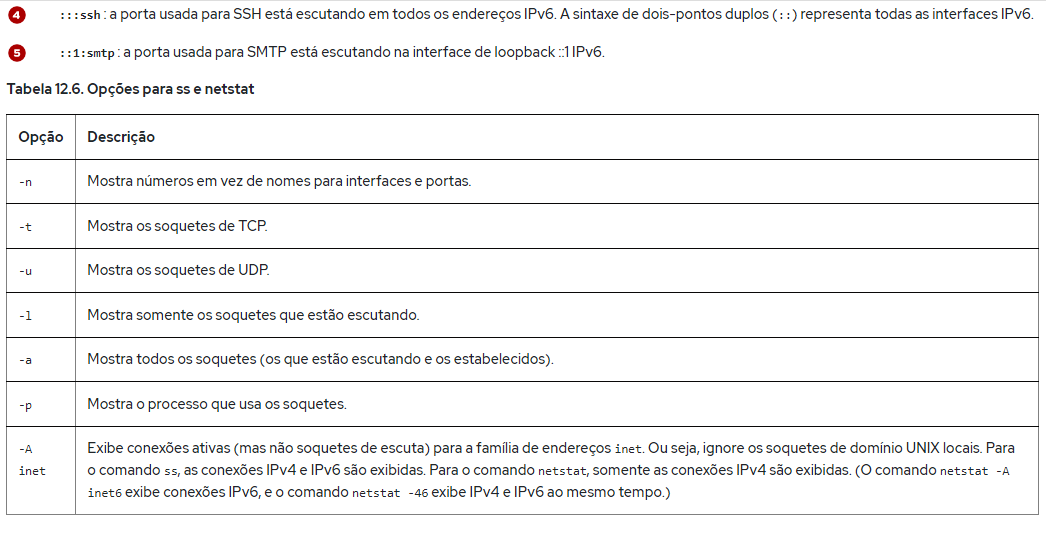 4 :::ssh : a porta usada para SSH está escutando em todos os endereços IPv6. A sintaxe de dois-pontos duplos (::) representa todas as interfaces IPv6.
5 ::1:smtp : a porta usada para SMTP está escutando na interface de loopback ::1 IPv6.
Tabela 12.6. Opções para ss e netstat
Opção Descrição
-n Mostra números em vez de nomes para interfaces e portas.
-t Mostra os soquetes de TCP.
-u Mostra os soquetes de UDP.
-l Mostra somente os soquetes que estão escutando.
-a Mostra todos os soquetes (os que estão escutando e os estabelecidos).
-p Mostra o processo que usa os soquetes.
-A Exibe conexões ativas (mas não soquetes de escuta) para a família de endereços inet. Ou seja, ignore os soquetes de domínio UNIX locais. Para
inet o comando ss, as conexões IPv4 e IPv6 são exibidas. Para o comando netstat, somente as conexões IPv4 são exibidas. (O comando netstat -A
inet6 exibe conexões IPv6, e o comando netstat -46 exibe IPv4 e IPv6 ao mesmo tempo.)